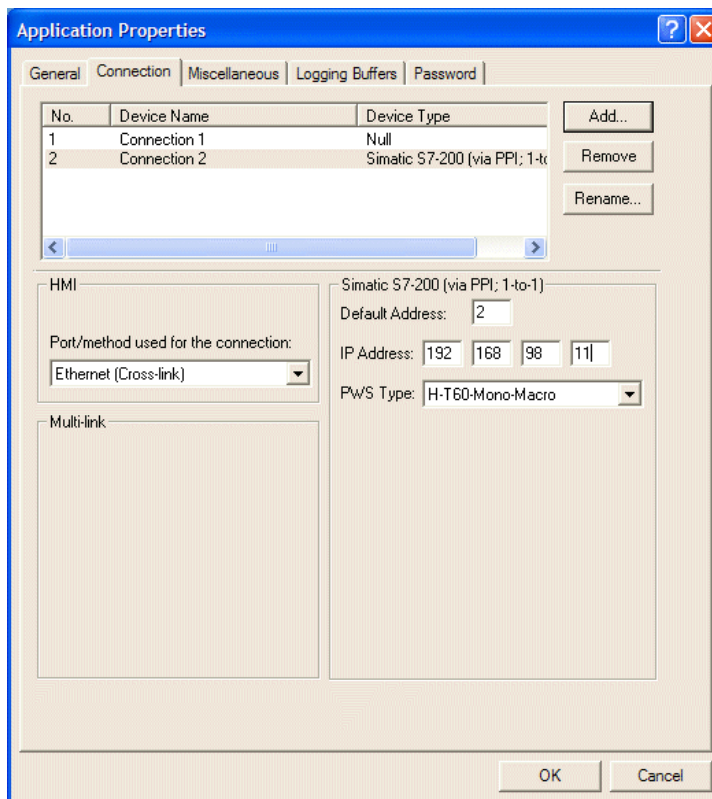 Application Properties
General Connection Miscellaneous Logging Buffers Password
No. Device Name Device Type
1 Connection 1 Null
2 Connection 2 Simatic S7-200 (via PPI; 1-to
Add...
Remove
Rename...
HMI
Port/method used for the connection:
Ethernet (Cross-link)
Multi-link
Simatic S7-200 (via PPI; 1-to-1)
Default Address: 2
IP Address: 192 168 98 11
PWS Type: H-T60-Mono-Macro
OK Cancel